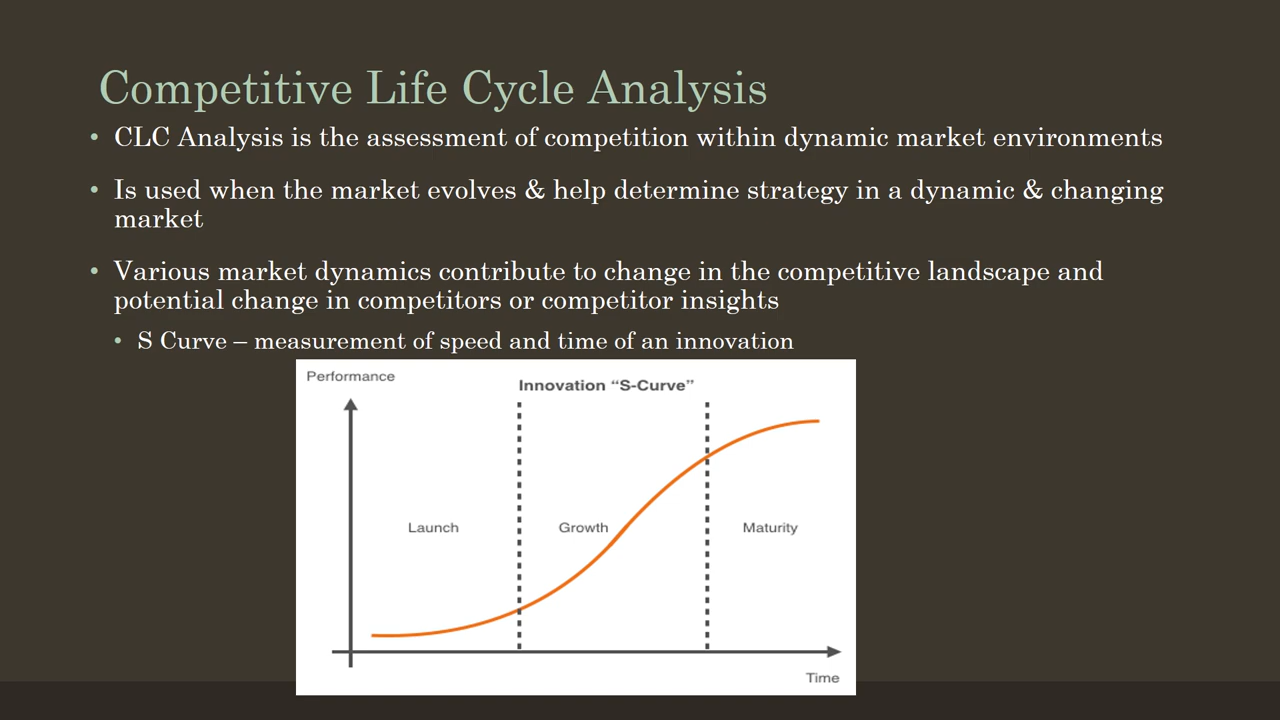 Competitive Life Cycle Analysis
• CLC Analysis is the assessment of competition within dynamic market environments
• Is used when the market evolves & help determine strategy in a dynamic & changing
market
• Various market dynamics contribute to change in the competitive landscape and
potential change in competitors or competitor insights
• S Curve – measurement of speed and time of an innovation
Performance
Innovation “S-Curve”
Launch
Growth
Maturity
Time